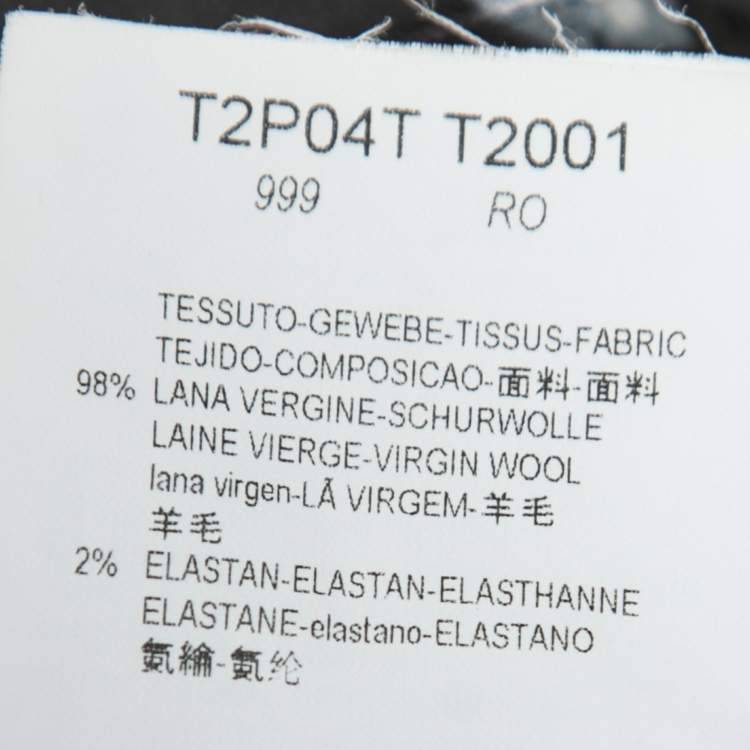 T2P04T T2001
999 RO
TESSUTO-GEWEBE-TISSUS-FABRIC
TEJIDO-COMPOSICAO-面料-面料
98% LANA VERGINE-SCHURWOLLE
LAINE VIERGE-VIRGIN WOOL
lana virgen-LÃ VIRGEM-羊毛
羊毛
2% ELASTAN-ELASTAN-ELASTHANNE
ELASTANE-elastano-ELASTANO
氨綸-氨纶